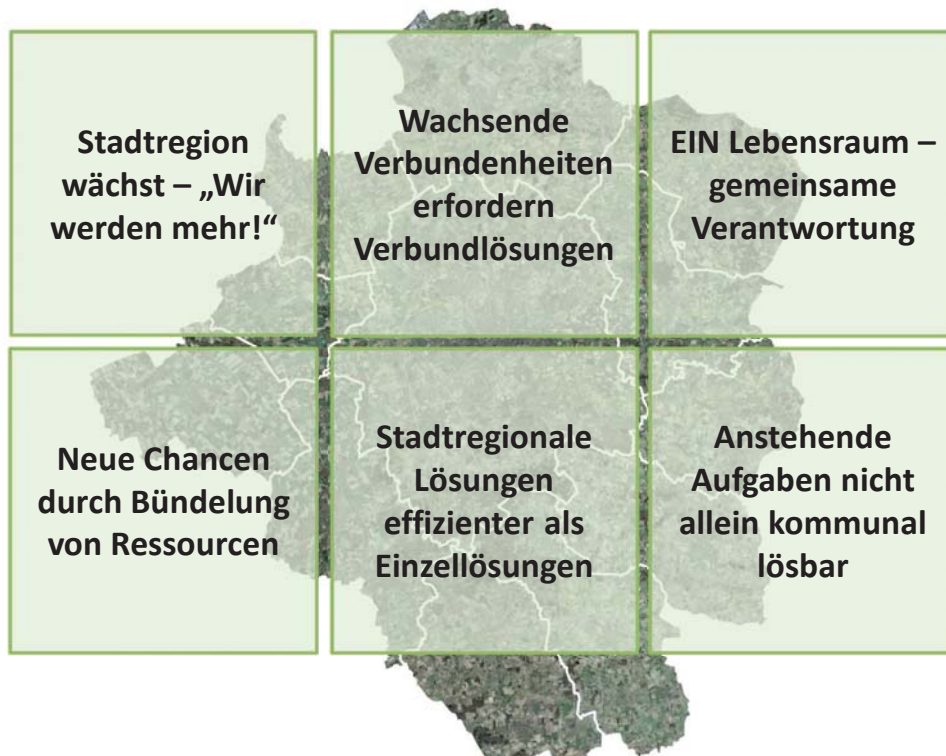 Stadtregion
wächst – „Wir
werden mehr!“
Wachsende
Verbundenheiten
erfordern
Verbundlösungen
EIN Lebensraum –
gemeinsame
Verantwortung
Neue Chancen
durch Bündelung
von Ressourcen
Stadtregionale
Lösungen
effizienter als
Einzellösungen
Anstehende
Aufgaben nicht
allein kommunal
lösbar